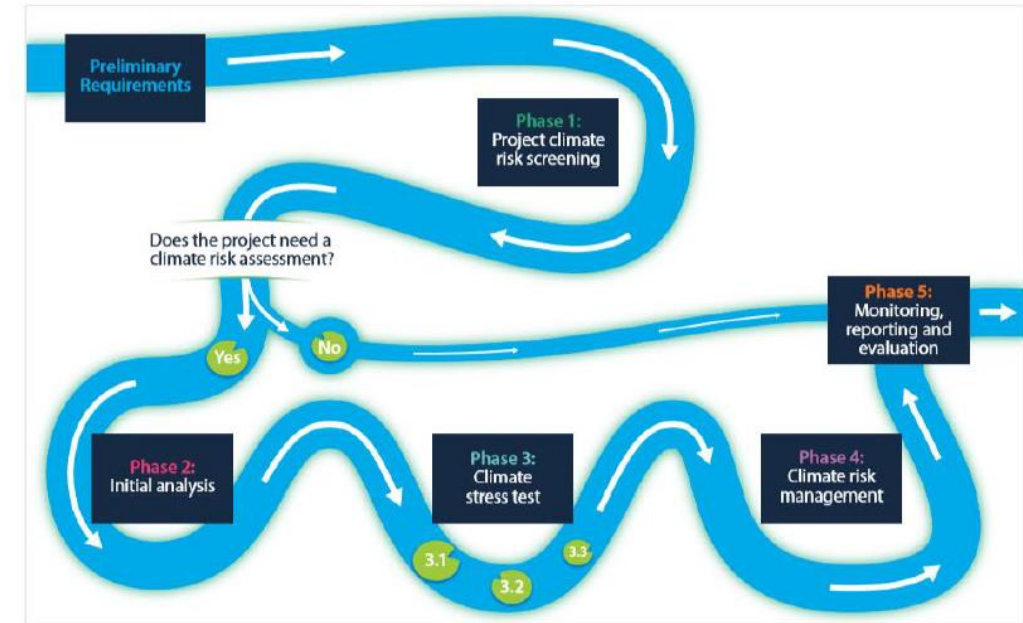 Preliminary
Requirements
Phase 1:
Project climate
risk screening
Does the project need a
climate risk assessment?
Yes
No
Phase 5:
Monitoring,
reporting and
evaluation
Phase 2:
Initial analysis
Phase 3:
Climate
stress test
3.1
3.2
3.3
Phase 4:
Climate risk
management